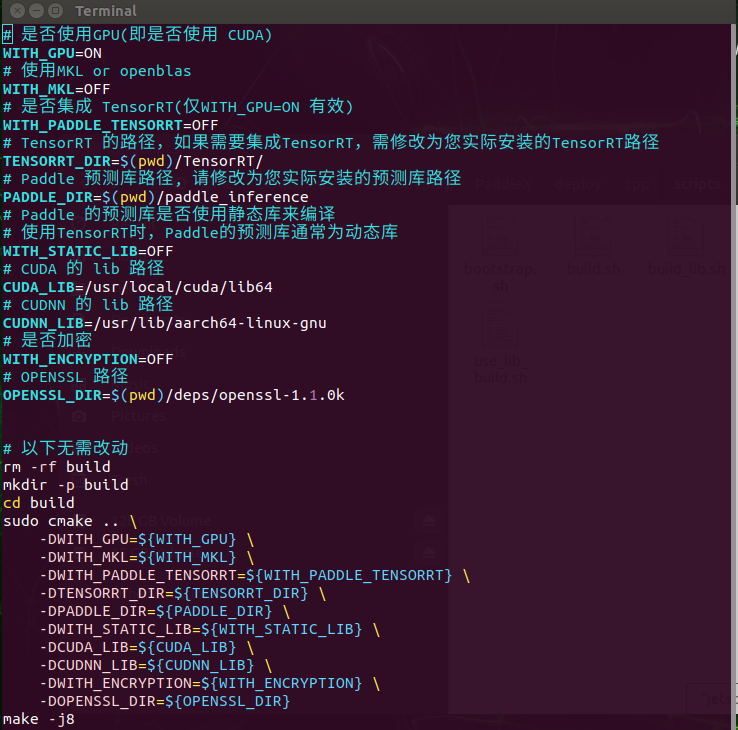 Terminal
# 是否使用GPU(即是否使用 CUDA)
WITH_GPU=ON
# 使用MKL or openblas
WITH_MKL=OFF
# 是否集成 TensorRT(仅WITH_GPU=ON 有效)
WITH_PADDLE_TENSORRT=OFF
# TensorRT 的路径，如果需要集成TensorRT，需修改为您实际安装的TensorRT路径
TENSORRT_DIR=$(pwd)/TensorRT/
# Paddle 预测库路径, 请修改为您实际安装的预测库路径
PADDLE_DIR=$(pwd)/paddle_inference
# Paddle 的预测库是否使用静态库来编译
# 使用TensorRT时, Paddle的预测库通常为动态库
WITH_STATIC_LIB=OFF
# CUDA 的 lib 路径
CUDA_LIB=/usr/local/cuda/lib64
# CUDNN 的 lib 路径
CUDNN_LIB=/usr/lib/aarch64-linux-gnu
# 是否加密
WITH_ENCRYPTION=OFF
# OPENSSL 路径
OPENSSL_DIR=$(pwd)/deps/openssl-1.1.0k
# 以下无需改动
rm -rf build
mkdir -p build
cd build
sudo cmake .. \
    -DWITH_GPU=${WITH_GPU} \
    -DWITH_MKL=${WITH_MKL} \
    -DWITH_PADDLE_TENSORRT=${WITH_PADDLE_TENSORRT} \
    -DTENSORRT_DIR=${TENSORRT_DIR} \
    -DPADDLE_DIR=${PADDLE_DIR} \
    -DWITH_STATIC_LIB=${WITH_STATIC_LIB} \
    -DCUDA_LIB=${CUDA_LIB} \
    -DCUDNN_LIB=${CUDNN_LIB} \
    -DWITH_ENCRYPTION=${WITH_ENCRYPTION} \
    -DOPENSSL_DIR=${OPENSSL_DIR}
make -j8
scripts
bootstrap.sh
build.sh
build_lib.sh
use_lib_build.sh
Pictures
Volume